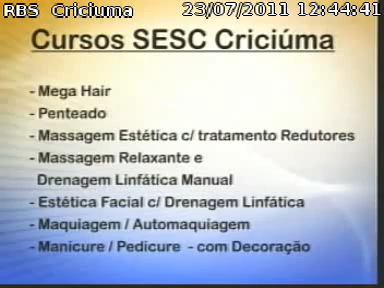 RBS Criciuma 23/07/2011 12:44:41
Cursos SESC Criciúma
- Mega Hair
- Penteado
- Massagem Estética c/ tratamento Redutores
- Massagem Relaxante e
Drenagem Linfática Manual
- Estética Facial c/ Drenagem Linfática
- Maquiagem / Automaquiagem
- Manicure / Pedicure - com Decoração